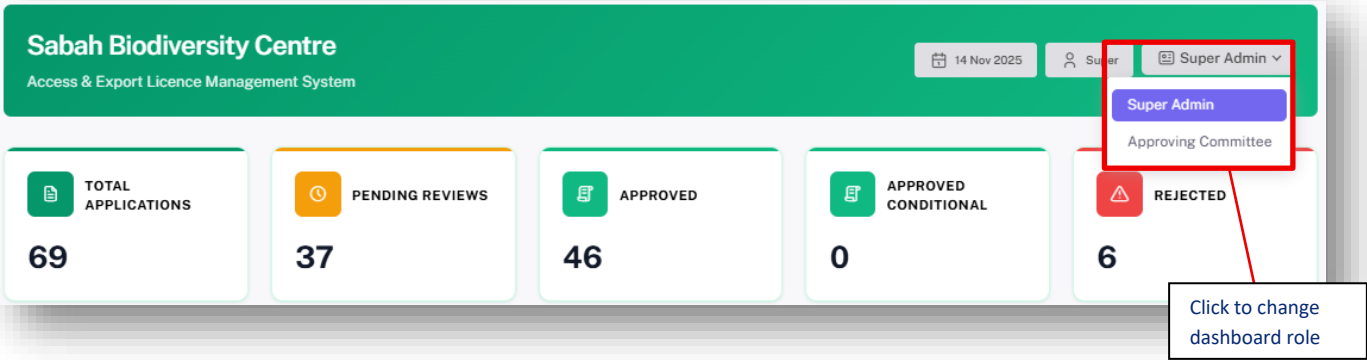 Sabah Biodiversity Centre
Access & Export Licence Management System
14 Nov 2025
Super
Super Admin
Super Admin
Approving Committee
TOTAL
APPLICATIONS
69
PENDING REVIEWS
37
APPROVED
46
APPROVED
CONDITIONAL
0
REJECTED
6
Click to change
dashboard role